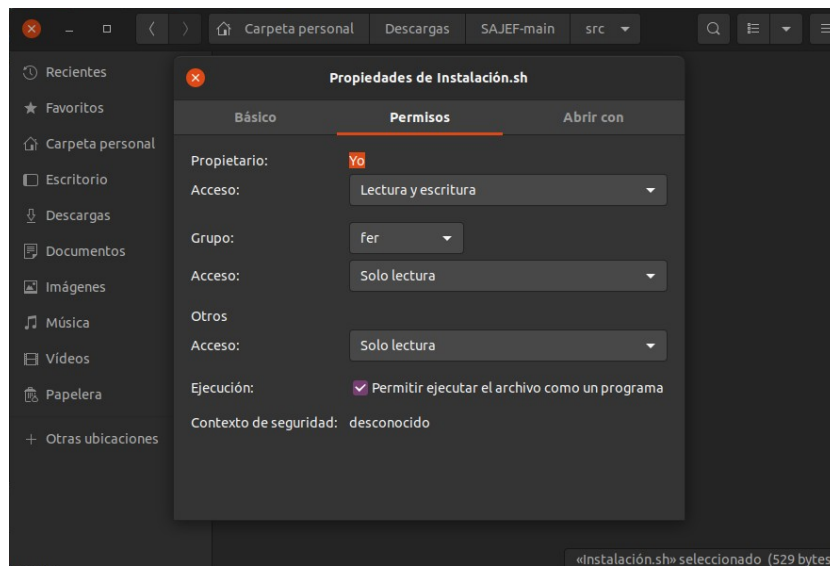 Carpeta personal Descargas SAJEF-main src
Recientes
Favoritos
Carpeta personal
Escritorio
Descargas
Documentos
Imágenes
Música
Vídeos
Papelera
+ Otras ubicaciones
Propiedades de Instalación.sh
Básico Permisos Abrir con
Propietario: Yo
Acceso: Lectura y escritura
Grupo: fer
Acceso: Solo lectura
Otros
Acceso: Solo lectura
Ejecución: Permitir ejecutar el archivo como un programa
Contexto de seguridad: desconocido
«Instalación.sh» seleccionado (529 bytes